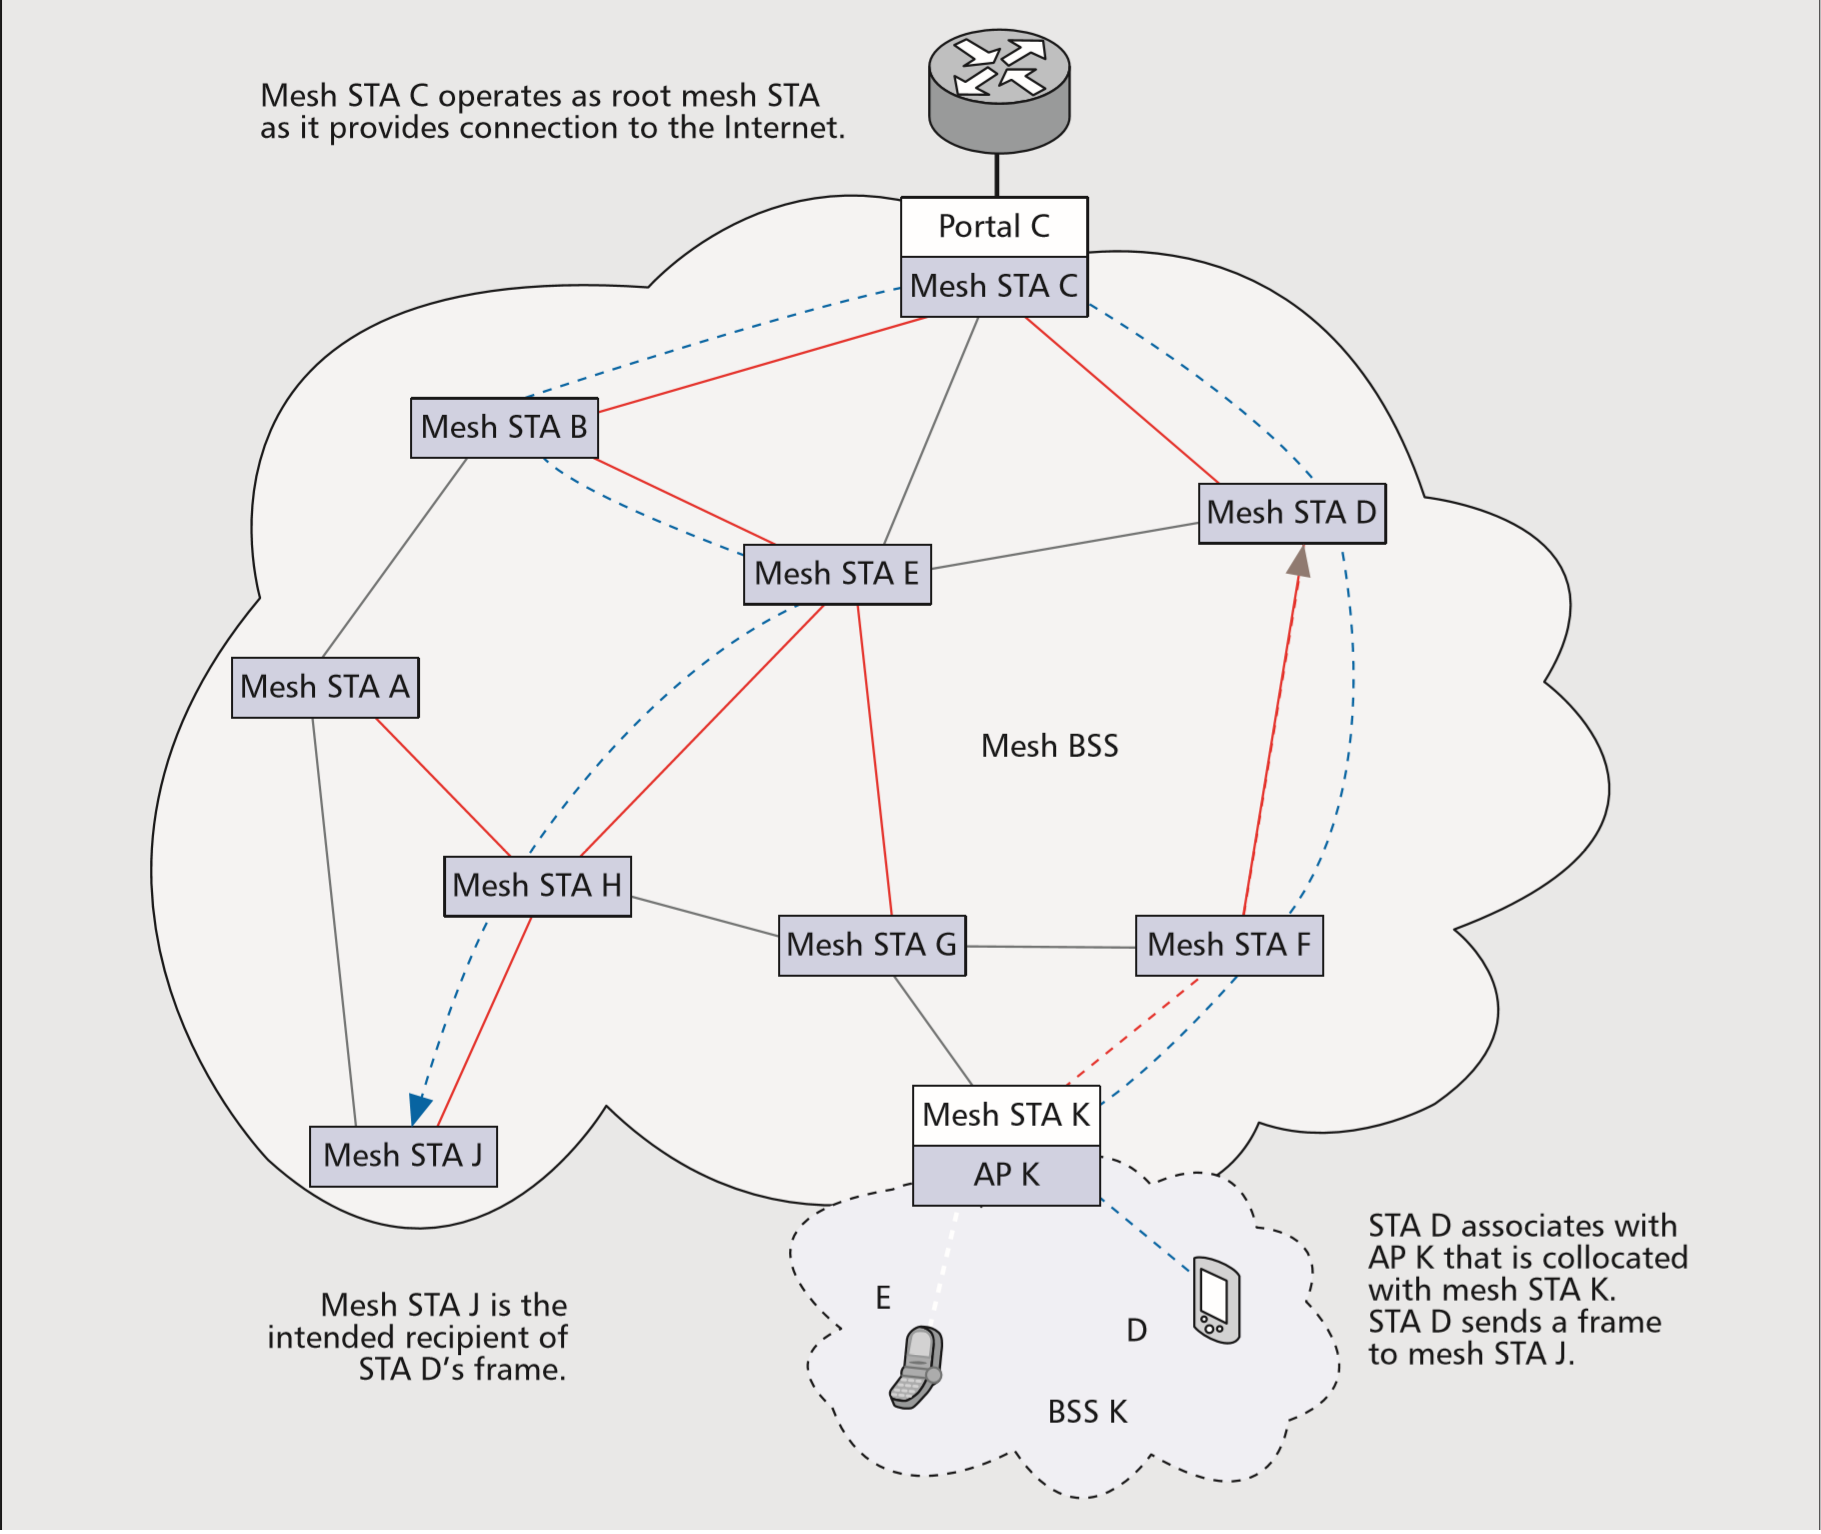 Mesh STA C operates as root mesh STA
as it provides connection to the Internet.
Portal C
Mesh STA C
Mesh STA B
Mesh STA D
Mesh STA E
Mesh STA A
Mesh BSS
Mesh STA H
Mesh STA G
Mesh STA F
Mesh STA K
Mesh STA J
AP K
STA D associates with
AP K that is collocated
with mesh STA K.
STA D sends a frame
to mesh STA J.
Mesh STA J is the
intended recipient of
STA D’s frame.
E
D
BSS K